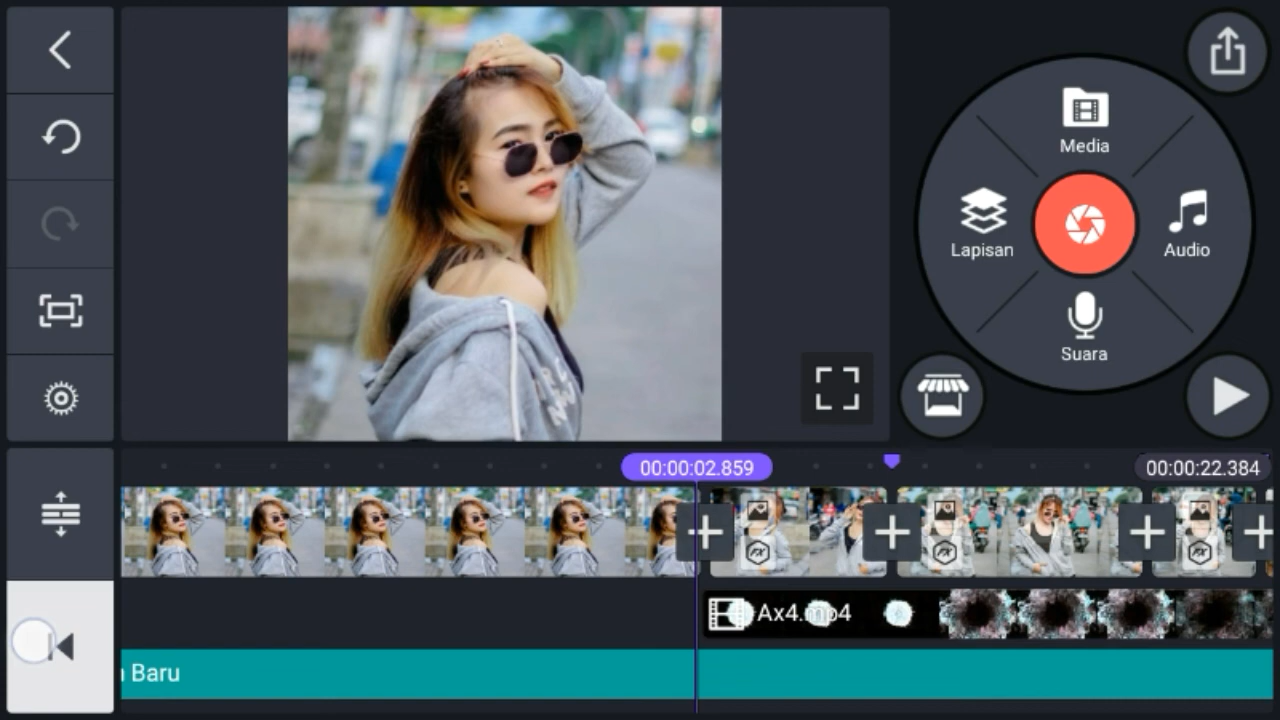 Media
Lapisan
Audio
Suara
00:00:02.859
00:00:22.384
Ax4.mp4
Baru